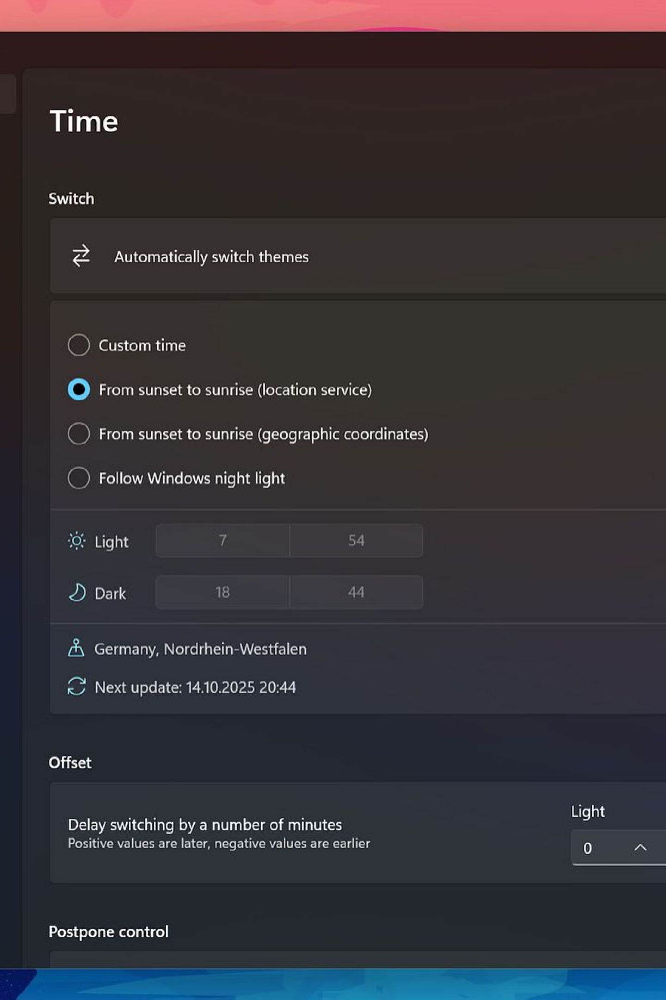 Time
Switch
Automatically switch themes
Custom time
From sunset to sunrise (location service)
From sunset to sunrise (geographic coordinates)
Follow Windows night light
Light 7 54
Dark 18 44
Germany, Nordrhein-Westfalen
Next update: 14.10.2025 20:44
Offset
Light
Delay switching by a number of minutes
Positive values are later, negative values are earlier
0
Postpone control